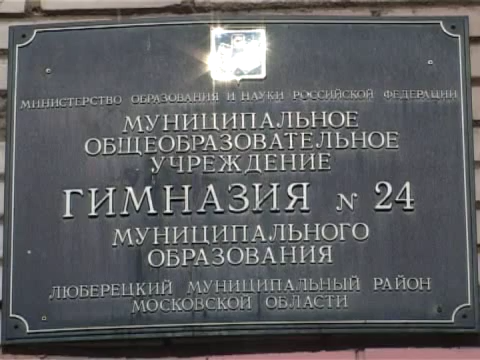 МИНИСТЕРСТВО ОБРАЗОВАНИЯ И НАУКИ РОССИЙСКОЙ ФЕДЕРАЦИИ
МУНИЦИПАЛЬНОЕ
ОБЩЕОБРАЗОВАТЕЛЬНОЕ
УЧРЕЖДЕНИЕ
ГИМНАЗИЯ № 24
МУНИЦИПАЛЬНОГО
ОБРАЗОВАНИЯ
ЛЮБЕРЕЦКИЙ МУНИЦИПАЛЬНЫЙ РАЙОН
МОСКОВСКОЙ ОБЛАСТИ